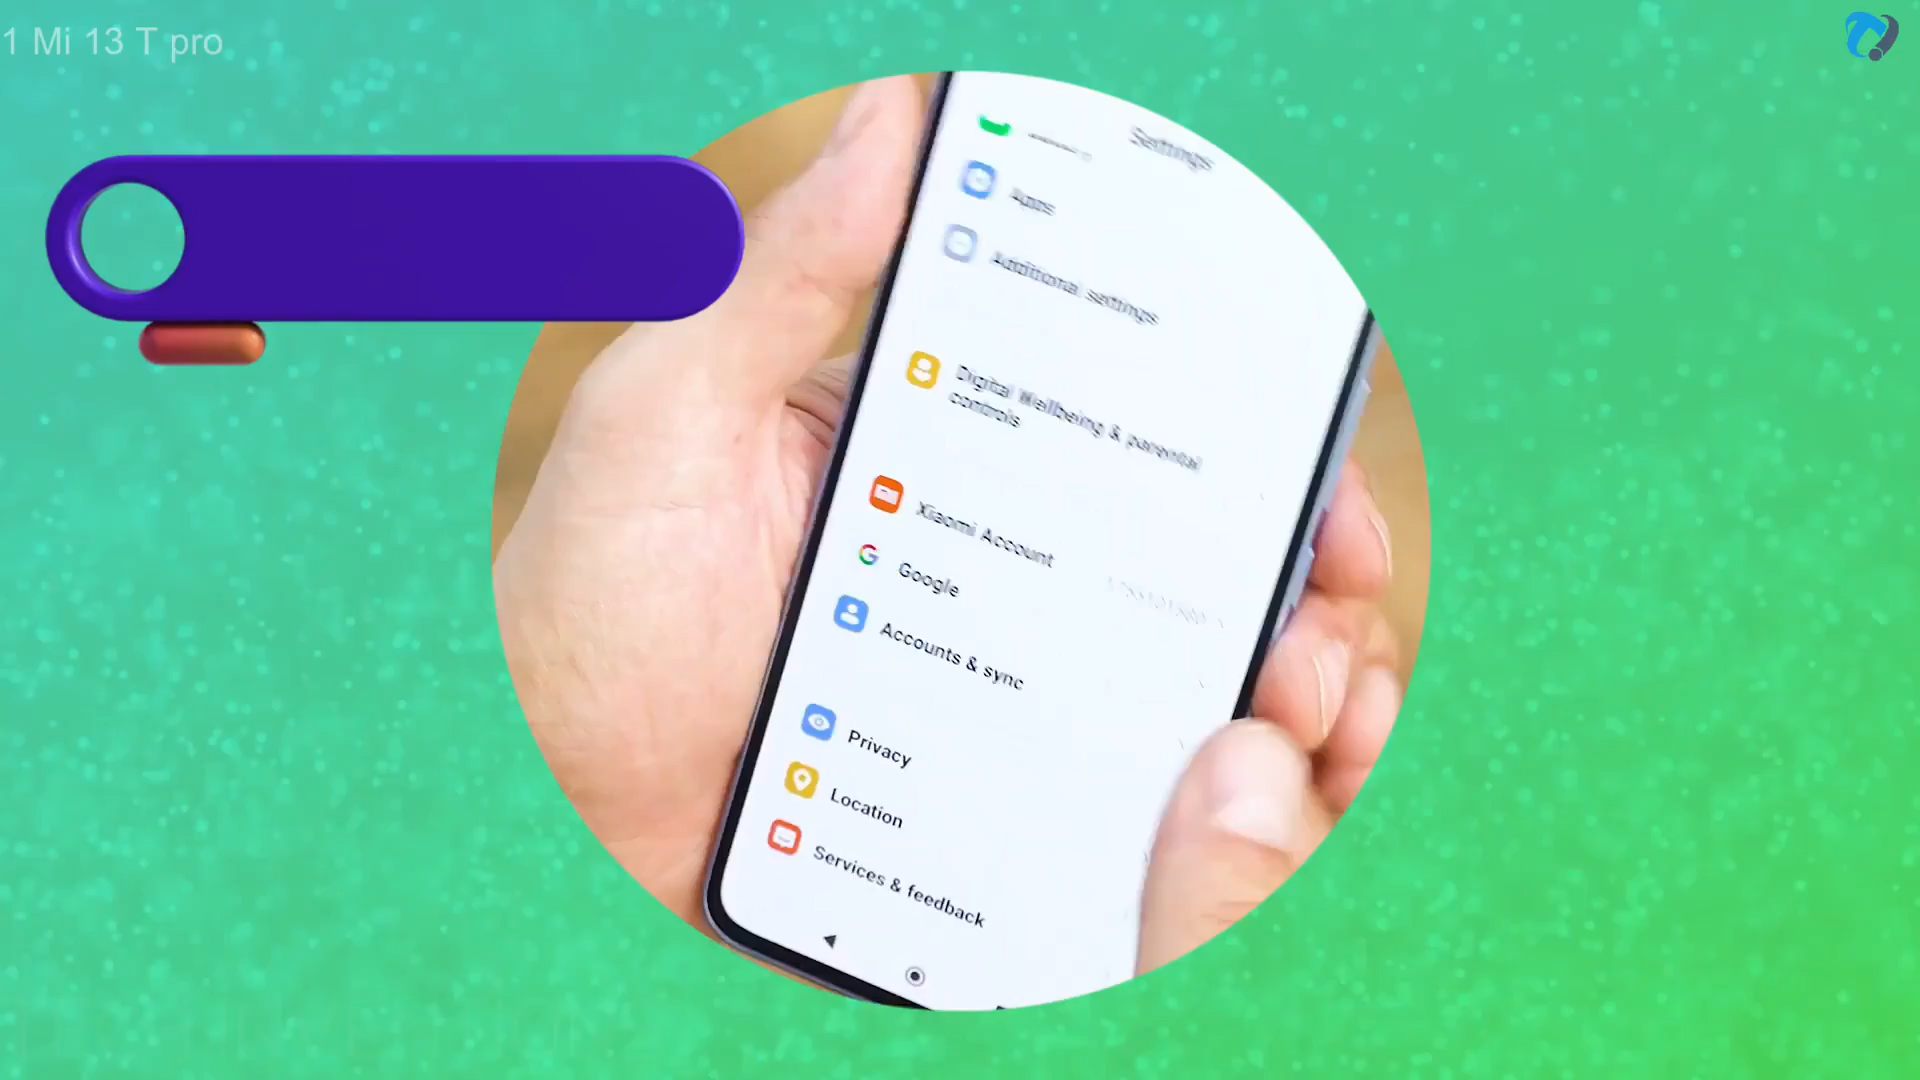 1 Mi 13 T pro
Settings
Apps
Additional settings
Digital Wellbeing & parental
controls
Xiaomi Account
Google
Accounts & sync
Privacy
Location
Services & feedback